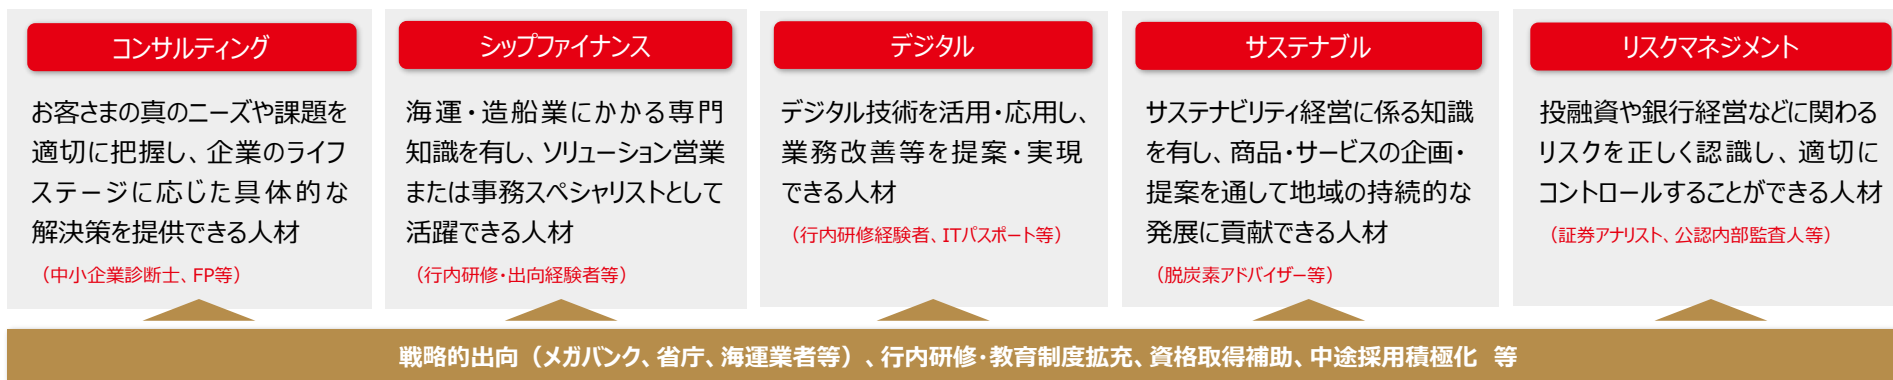 コンサルティング
お客さまの真のニーズや課題を
適切に把握し、企業のライフ
ステージに応じた具体的な
解決策を提供できる人材
（中小企業診断士、FP等）
シップファイナンス
海運・造船業にかかる専門
知識を有し、ソリューション営業
または事務スペシャリストとして
活躍できる人材
（行内研修・出向経験者等）
デジタル
デジタル技術を活用・応用し、
業務改善等を提案・実現
できる人材
（行内研修経験者、ITパスポート等）
サステナブル
サステナビリティ経営に係る知識
を有し、商品・サービスの企画・
提案を通して地域の持続的な
発展に貢献できる人材
（脱炭素アドバイザー等）
リスクマネジメント
投融資や銀行経営などに関わる
リスクを正しく認識し、適切に
コントロールすることができる人材
（証券アナリスト、公認内部監査人等）
戦略的出向（メガバンク、省庁、海運業者等）、行内研修・教育制度拡充、資格取得補助、中途採用積極化 等